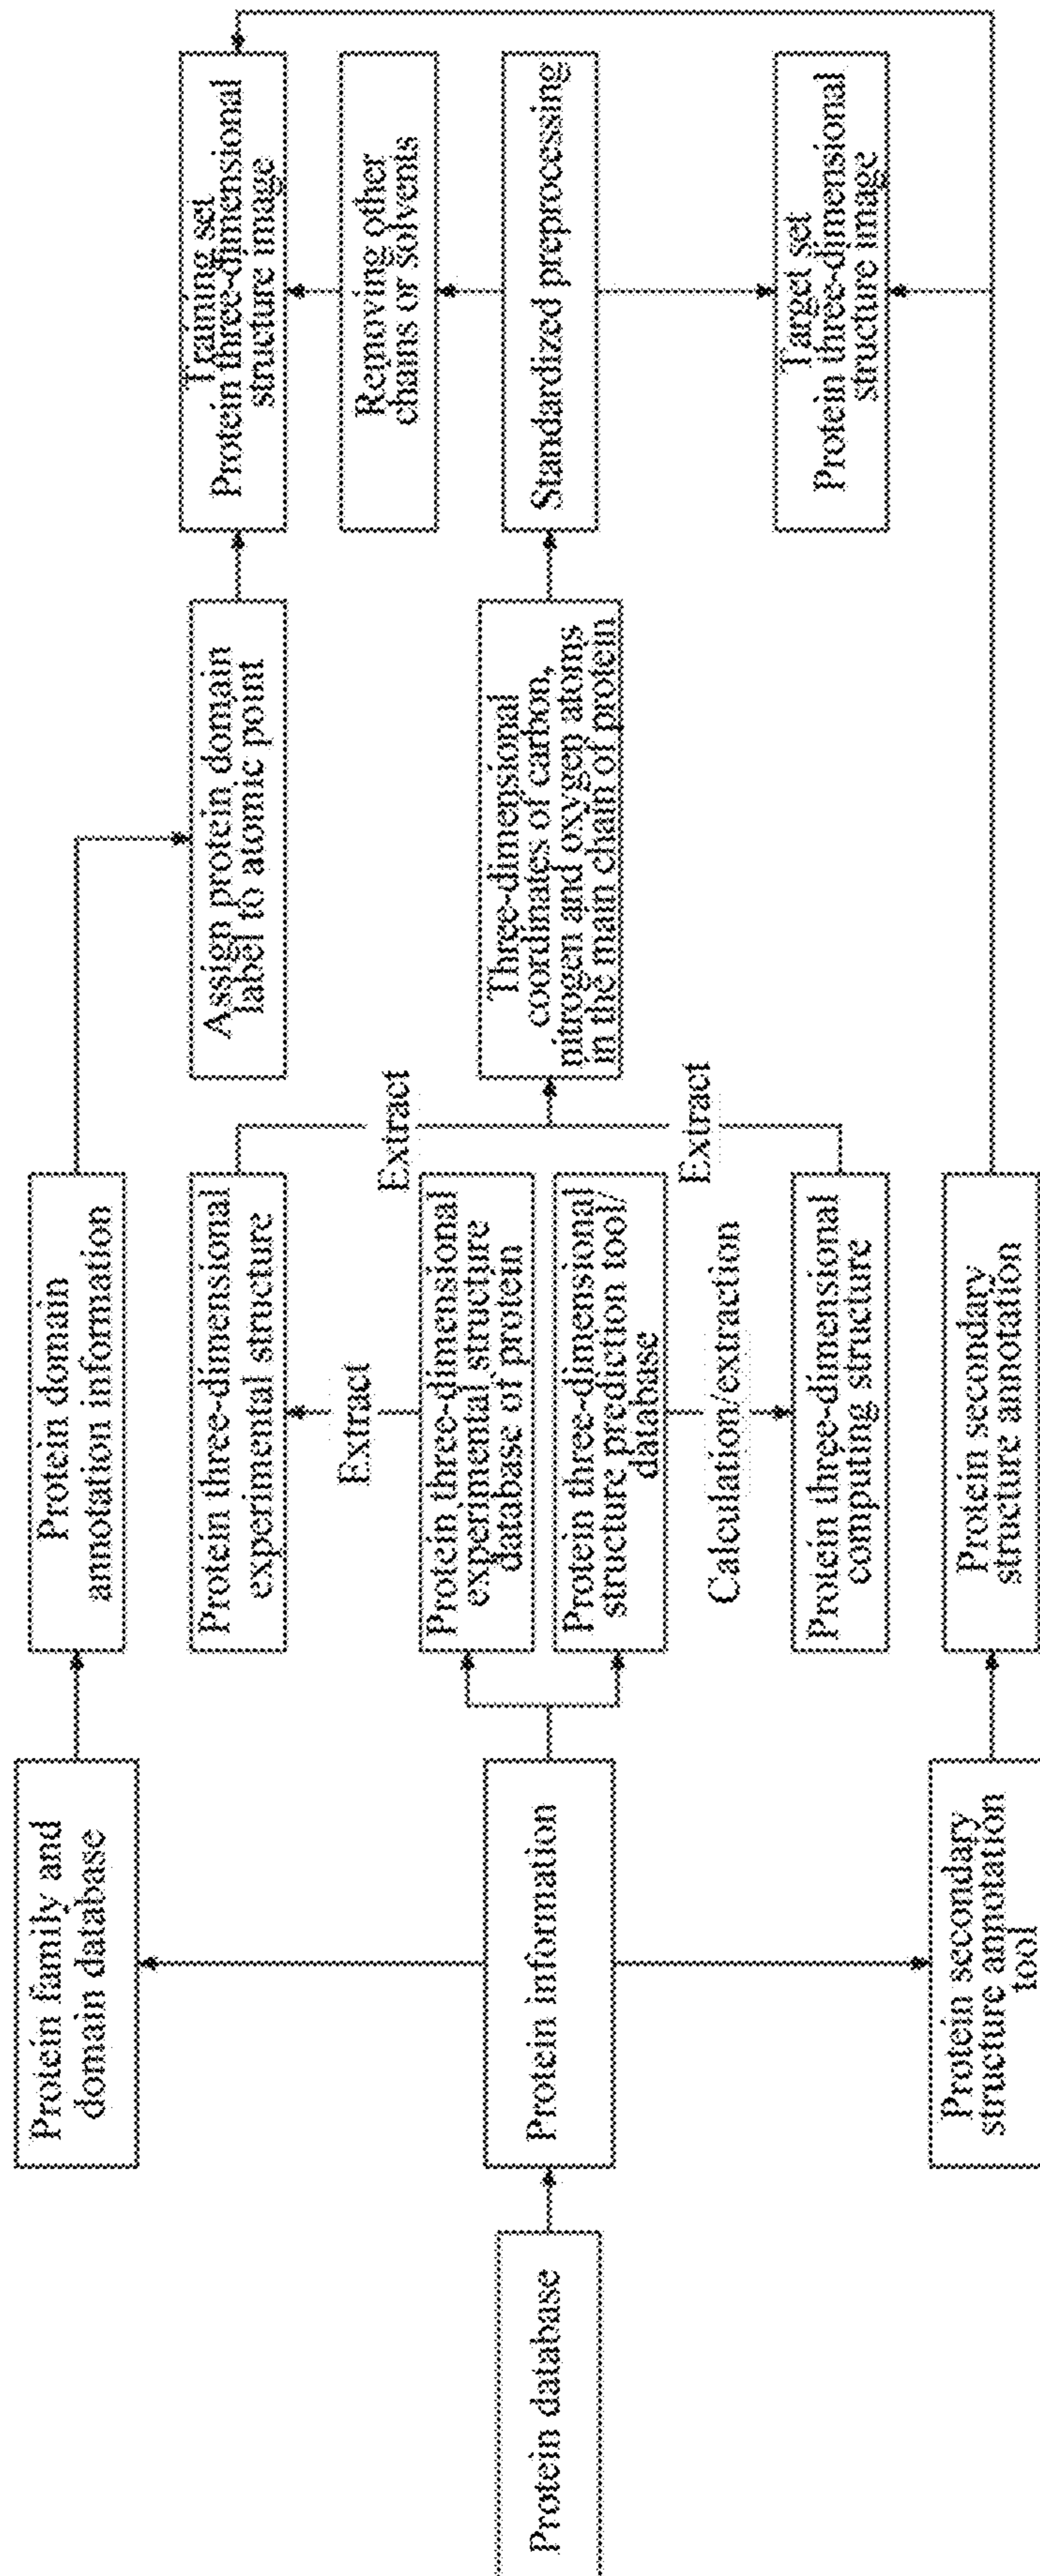 Protein database
Protein information
Protein family and
domain database
Protein secondary
structure annotation
tool
Protein domain
annotation information
Protein three-dimensional
experimental structure
Extract
Protein three-dimensional
experimental structure
database of protein
Protein three-dimensional
structure prediction tool/
database
Calculation/extraction
Protein three-dimensional
computing structure
Protein secondary
structure annotation
Extract
Extract
Assign protein domain
label to atomic point
Three-dimensional
coordinates of carbon,
nitrogen and oxygen atoms
in the main chain of protein
Training set
Protein three-dimensional
structure image
Removing other
chains or solvents
Standardized preprocessing
Target set
Protein three-dimensional
structure image